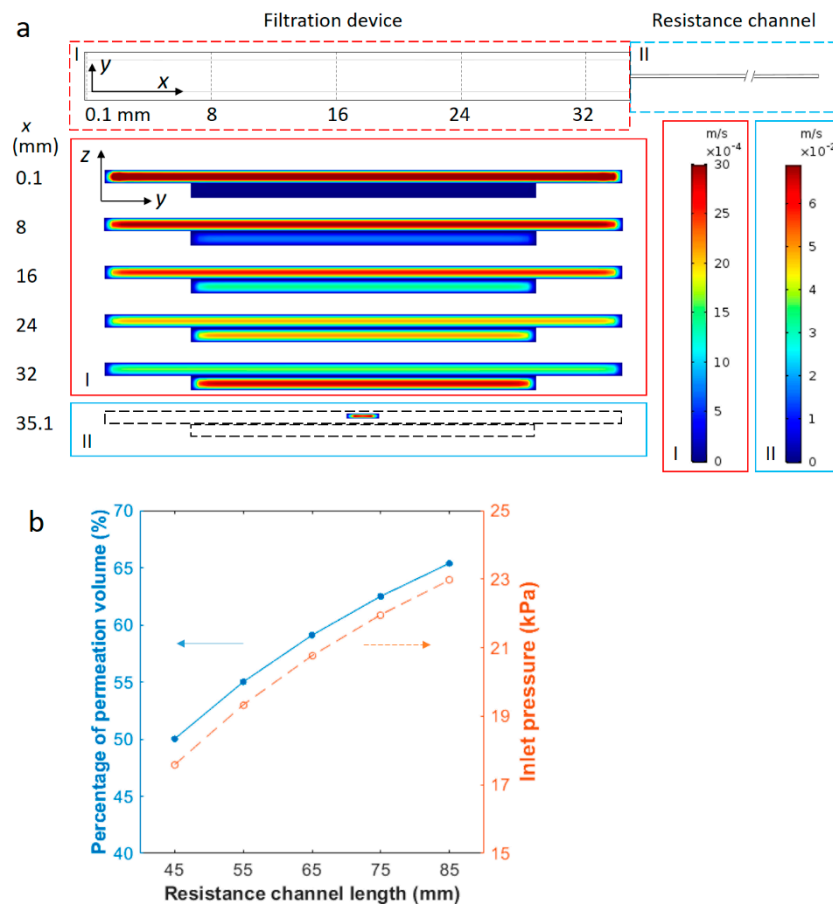 a
Filtration device
Resistance channel
I
II
y
x
0.1 mm
8
16
24
32
x
(mm)
z
y
0.1
8
16
24
32
I
35.1
II
m/s
×10⁻⁴
30
25
20
15
10
5
0
I
m/s
×10⁻²
6
5
4
3
2
1
0
II
b
Percentage of permeation volume (%)
70
65
60
55
50
45
40
25
23
21
19
17
15
Inlet pressure (kPa)
45
55
65
75
85
Resistance channel length (mm)